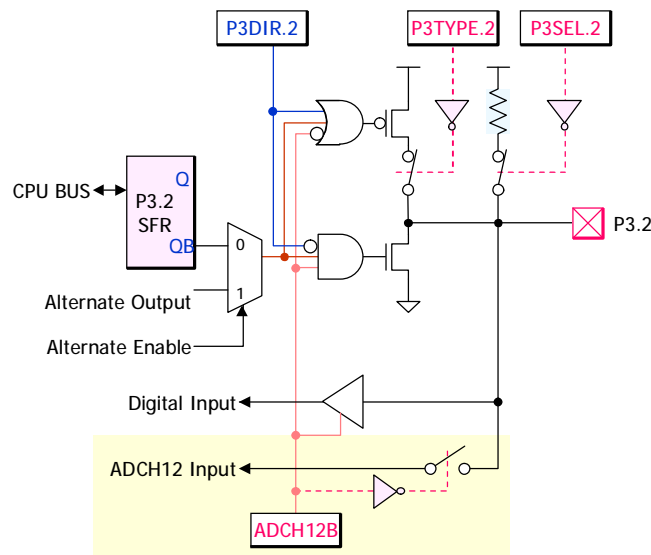 P3DIR.2
P3TYPE.2
P3SEL.2
CPU BUS
Q
P3.2
SFR
QB
0
1
P3.2
Alternate Output
Alternate Enable
Digital Input
ADCH12 Input
ADCH12B